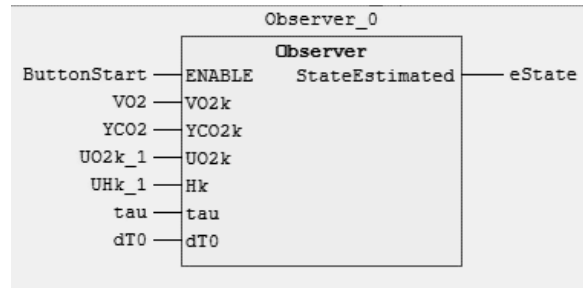 Observer_0
Observer
ButtonStart ENABLE StateEstimated eState
VO2 VO2k
YCO2 YCO2k
UO2k_1 UO2k
UHk_1 Hk
tau tau
dT0 dT0